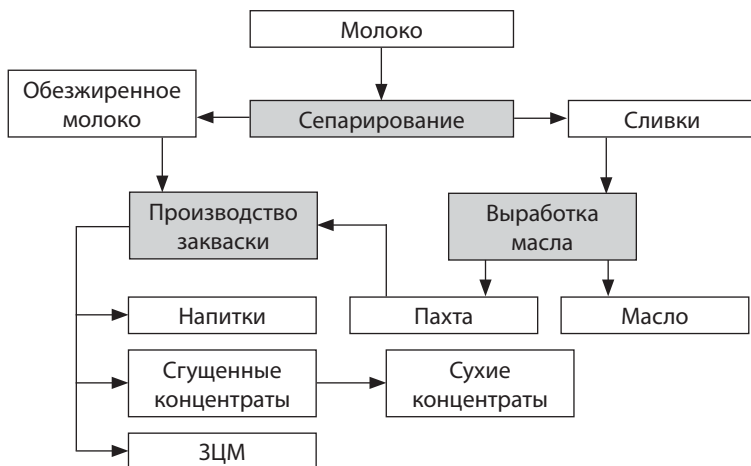 Молоко
Обезжиренное
молоко
Сепарирование
Сливки
Производство
закваски
Выработка
масла
Напитки
Пахта
Масло
Сгущенные
концентраты
Сухие
концентраты
ЗЦМ